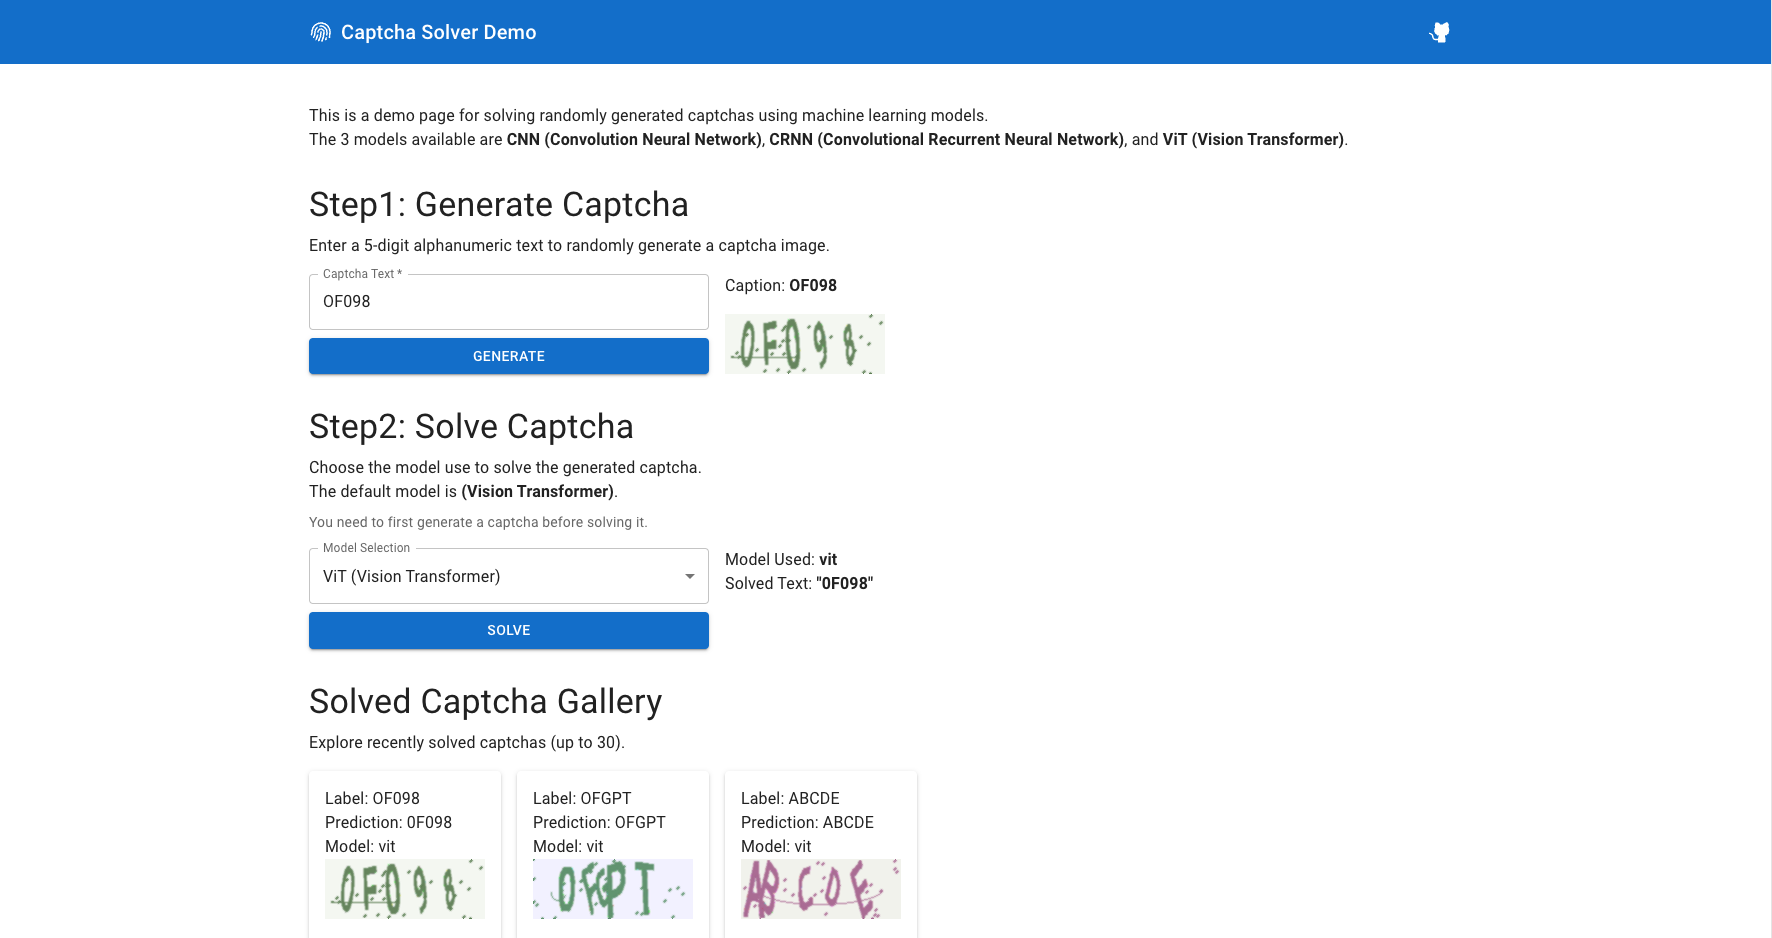 Captcha Solver Demo
This is a demo page for solving randomly generated captchas using machine learning models.
The 3 models available are CNN (Convolution Neural Network), CRNN (Convolutional Recurrent Neural Network), and ViT (Vision Transformer).
Step1: Generate Captcha
Enter a 5-digit alphanumeric text to randomly generate a captcha image.
Captcha Text *
OF098
GENERATE
Caption: OF098
OF098
Step2: Solve Captcha
Choose the model use to solve the generated captcha.
The default model is (Vision Transformer).
You need to first generate a captcha before solving it.
Model Selection
ViT (Vision Transformer)
SOLVE
Model Used: vit
Solved Text: "0F098"
Solved Captcha Gallery
Explore recently solved captchas (up to 30).
Label: OF098
Prediction: 0F098
Model: vit
OF098
Label: OFGPT
Prediction: OFGPT
Model: vit
OFGPT
Label: ABCDE
Prediction: ABCDE
Model: vit
ABCDE